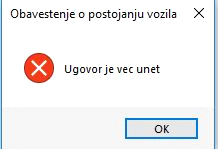 Obavestenje o postojanju vozila
Ugovor je vec unet
OK